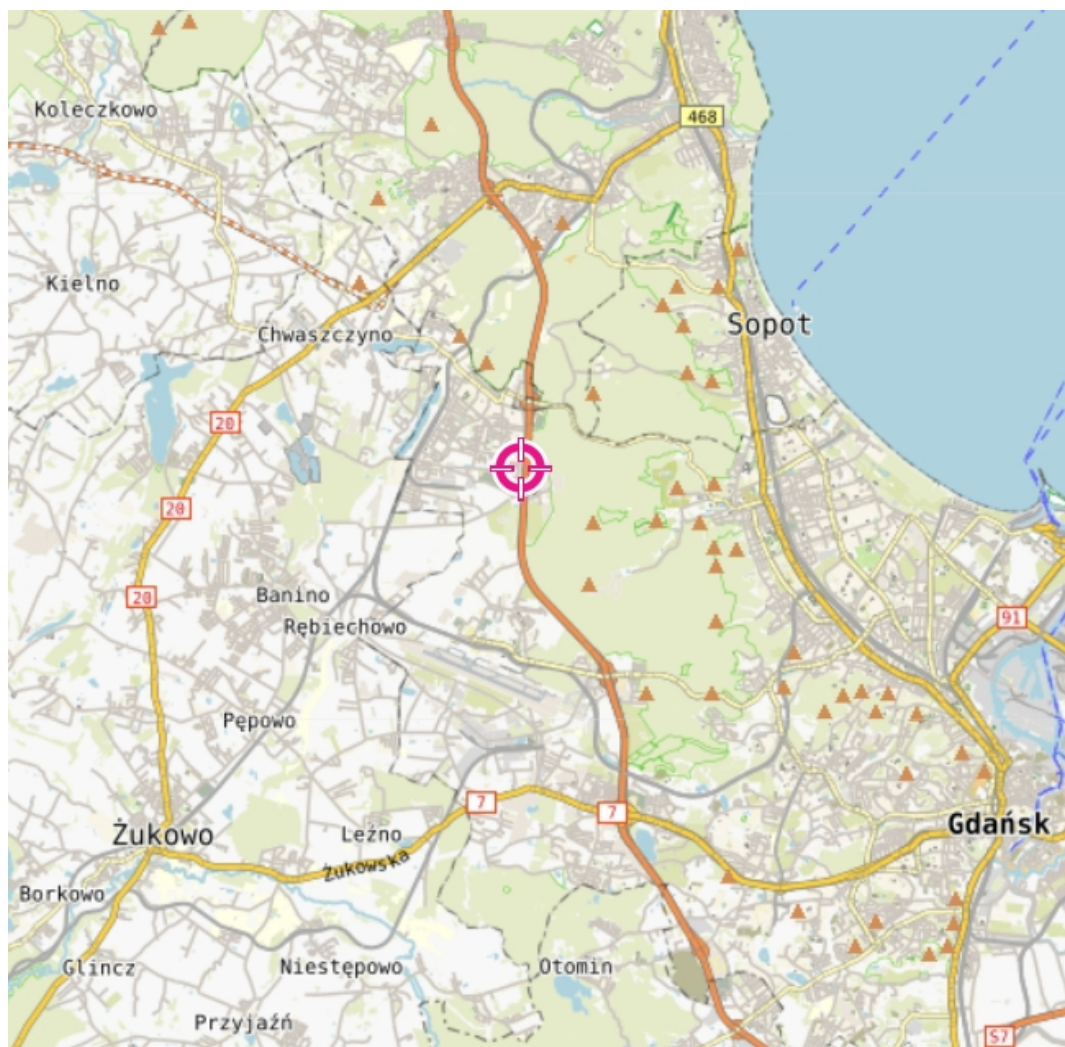 Koleczkowo
468
Kielno
Sopot
Chwaszczyno
20
20
20
Banino
Rębiechowo
91
Pępowo
7
7
Żukowo
Leźno
Gdańsk
Żukowska
Borkowo
Glincz
Niestępowo
Otomin
Przyjaźń
S7